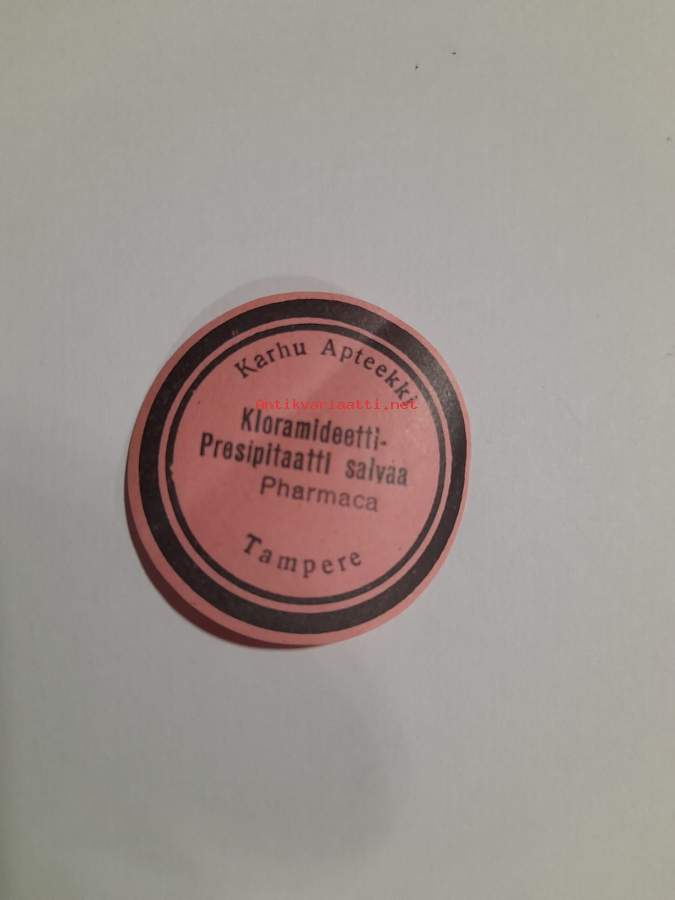 Karhu Apteekki
Antikvariaatti.net
Kloramideetti-
Presipitaatti salvaa
Pharmaca
Tampere